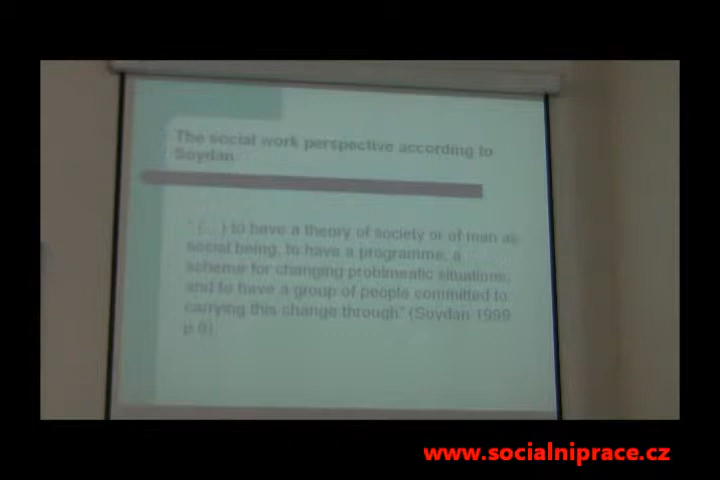 The social work perspective according to
Soydan
" (...) to have a theory of society or of man as
social being, to have a programme, a
scheme for changing problmeatic situations,
and to have a group of people committed to
carrying this change through" (Soydan 1999
p.6)
www.socialniprace.cz